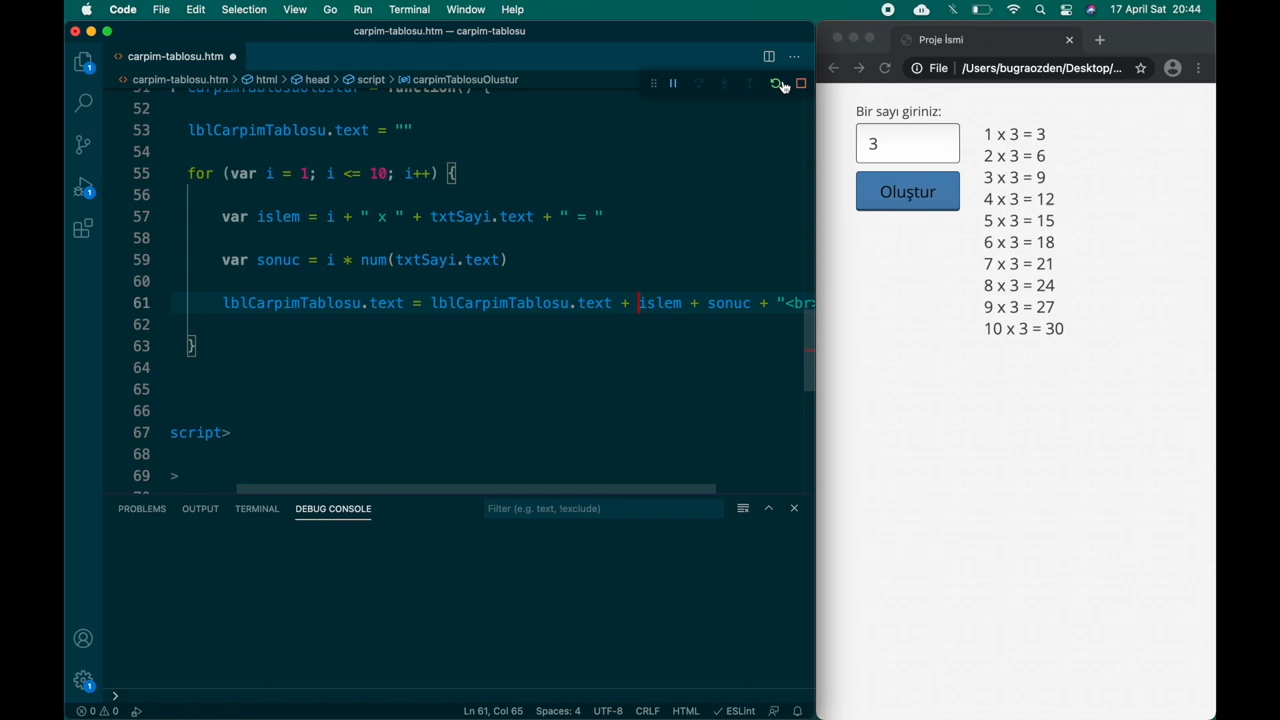 Code File Edit Selection View Go Run Terminal Window Help 17 April Sat 20:44
carpim-tablosu.htm — carpim-tablosu
carpim-tablosu.htm
carpim-tablosu.htm > html > head > script > carpimTablosuOlustur
52
53 lblCarpimTablosu.text = ""
54
55 for (var i = 1; i <= 10; i++) {
56
57 var islem = i + " x " + txtSayi.text + " = "
58
59 var sonuc = i * num(txtSayi.text)
60
61 lblCarpimTablosu.text = lblCarpimTablosu.text + islem + sonuc + "<br>
62
63 }
64
65
66
67 script>
68
69 >
PROBLEMS OUTPUT TERMINAL DEBUG CONSOLE Filter (e.g. text, !exclude)
1
1
1
0 0 Ln 61, Col 65 Spaces: 4 UTF-8 CRLF HTML ESLint
Proje İsmi
File /Users/bugraozden/Desktop/...
Bir sayı giriniz:
3
Oluştur
1 x 3 = 3
2 x 3 = 6
3 x 3 = 9
4 x 3 = 12
5 x 3 = 15
6 x 3 = 18
7 x 3 = 21
8 x 3 = 24
9 x 3 = 27
10 x 3 = 30